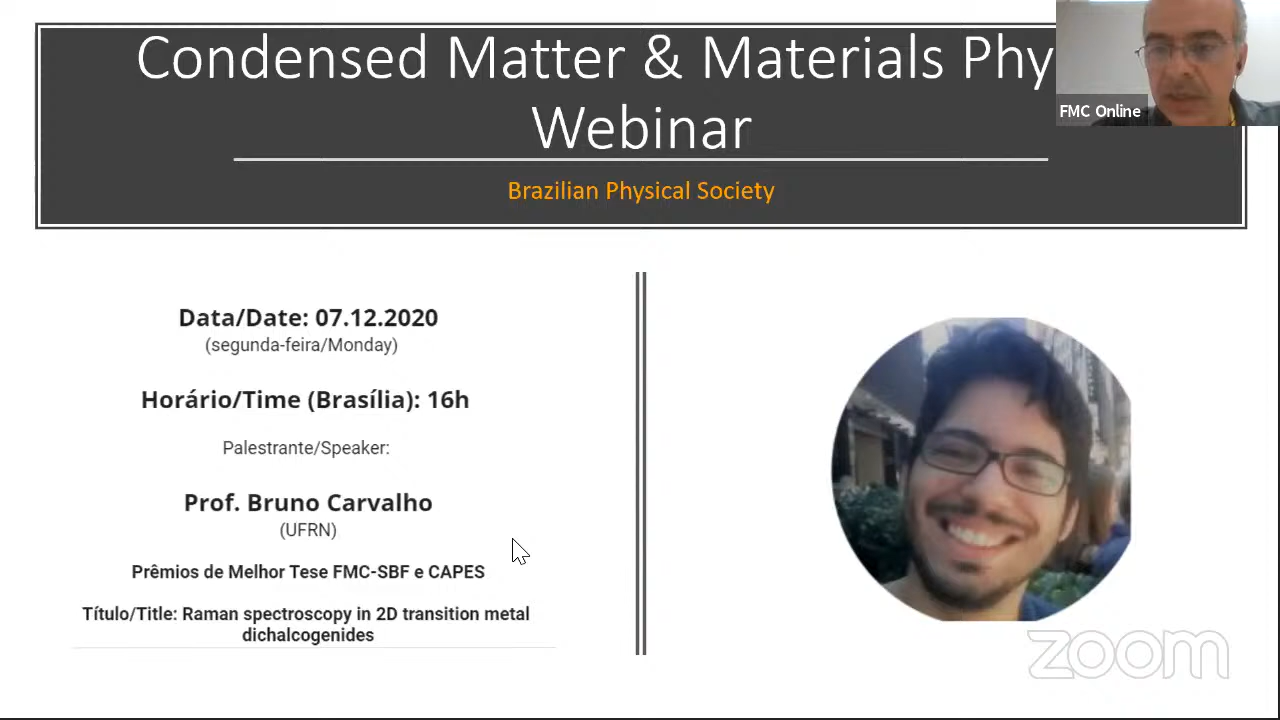 Condensed Matter & Materials Phy
Webinar
FMC Online
Brazilian Physical Society
Data/Date: 07.12.2020
(segunda-feira/Monday)
Horário/Time (Brasília): 16h
Palestrante/Speaker:
Prof. Bruno Carvalho
(UFRN)
Prêmios de Melhor Tese FMC-SBF e CAPES
Título/Title: Raman spectroscopy in 2D transition metal
dichalcogenides
zoom